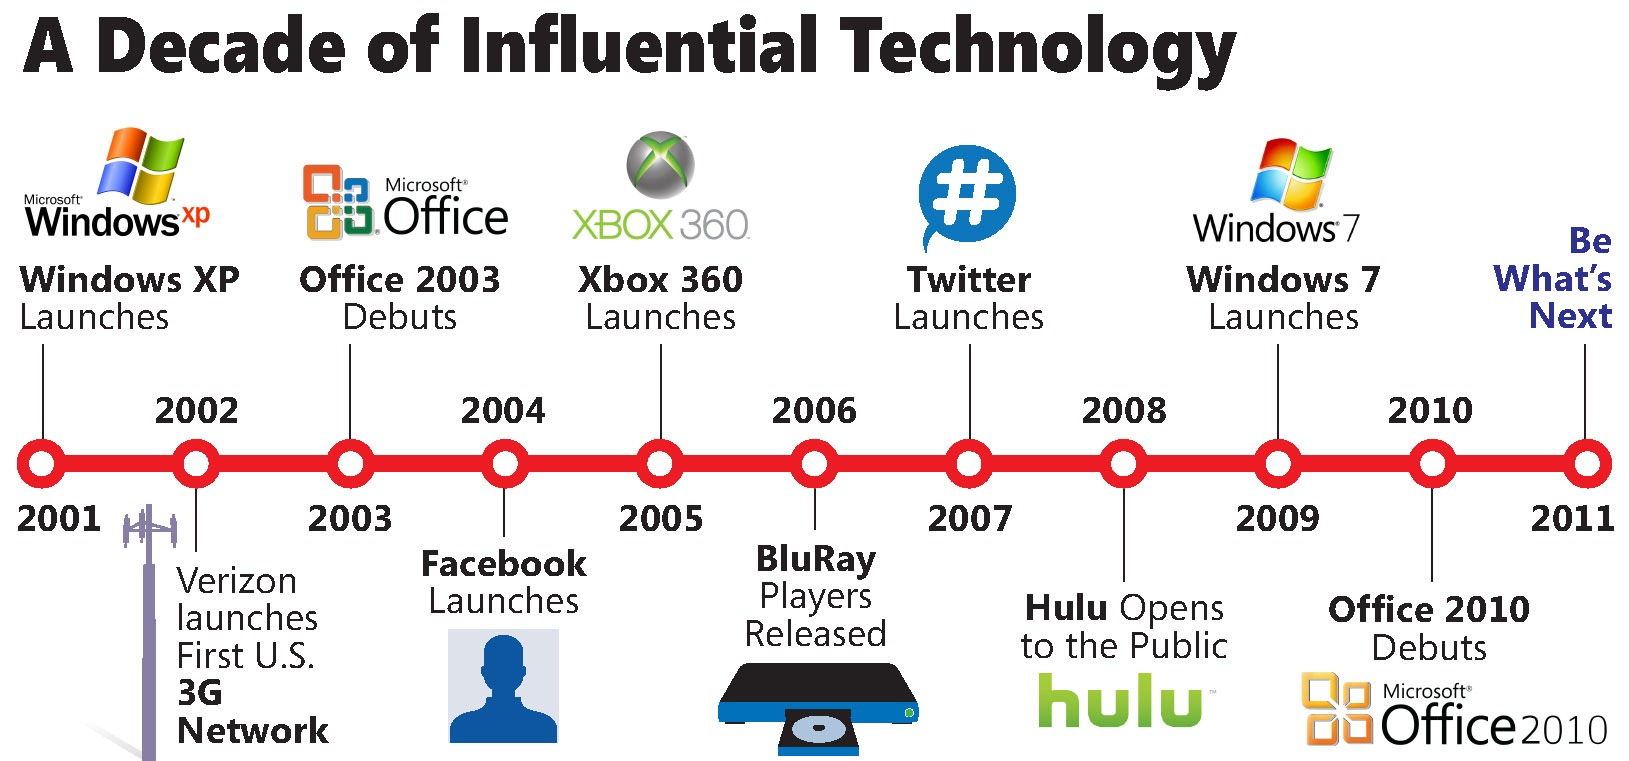 A Decade of Influential Technology
Microsoft®
Windows xp
Windows XP
Launches
Microsoft®
Office
Office 2003
Debuts
XBOX 360
Xbox 360
Launches
#
Twitter
Launches
Windows® 7
Windows 7
Launches
Be
What's
Next
2002
2004
2006
2008
2010
2001
2003
2005
2007
2009
2011
Verizon
launches
First U.S.
3G
Network
Facebook
Launches
BluRay
Players
Released
Hulu Opens
to the Public
hulu™
Office 2010
Debuts
Microsoft®
Office 2010